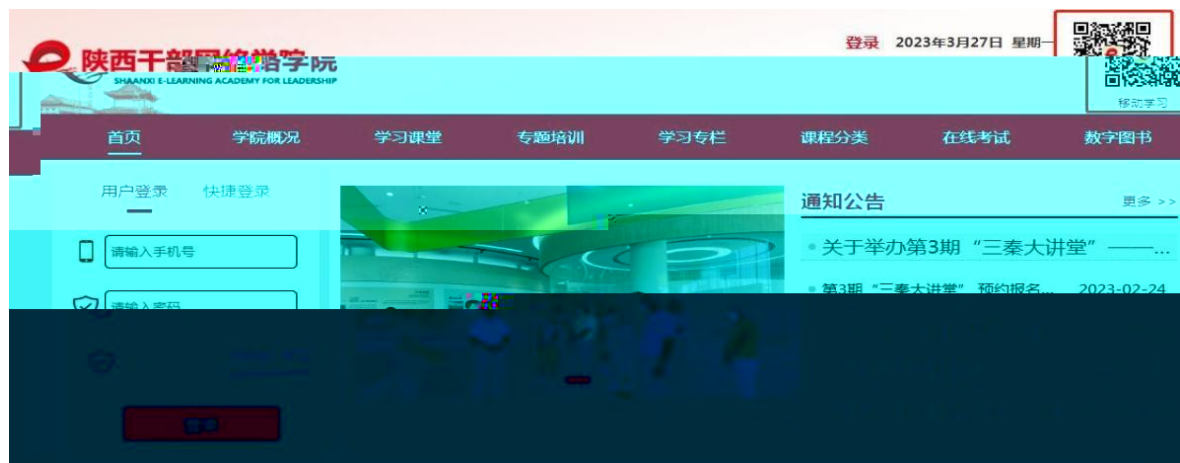 登录 2023年3月27日 星期一
陕西干部网络学院
SHAANXI E-LEARNING ACADEMY FOR LEADERSHIP
移动学习
首页 学院概况 学习课堂 专题培训 学习专栏 课程分类 在线考试 数字图书
用户登录 快捷登录
请输入手机号
请输入密码
通知公告 更多 >>
关于举办第3期“三秦大讲堂”——...
第3期“三秦大讲堂” 预约报名... 2023-02-24